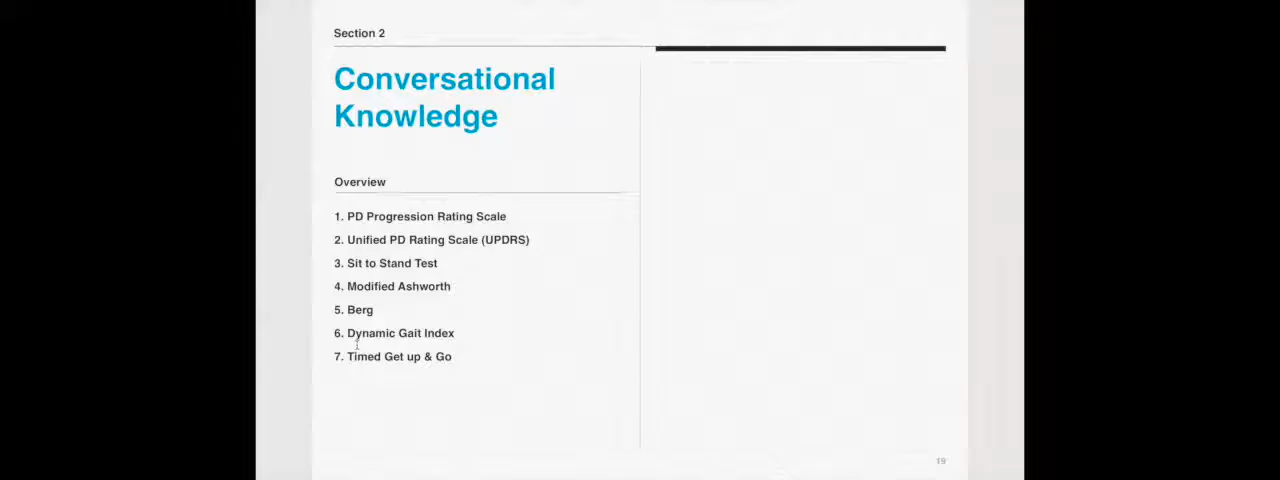 Section 2
Conversational
Knowledge
Overview
1. PD Progression Rating Scale
2. Unified PD Rating Scale (UPDRS)
3. Sit to Stand Test
4. Modified Ashworth
5. Berg
6. Dynamic Gait Index
7. Timed Get up & Go
19